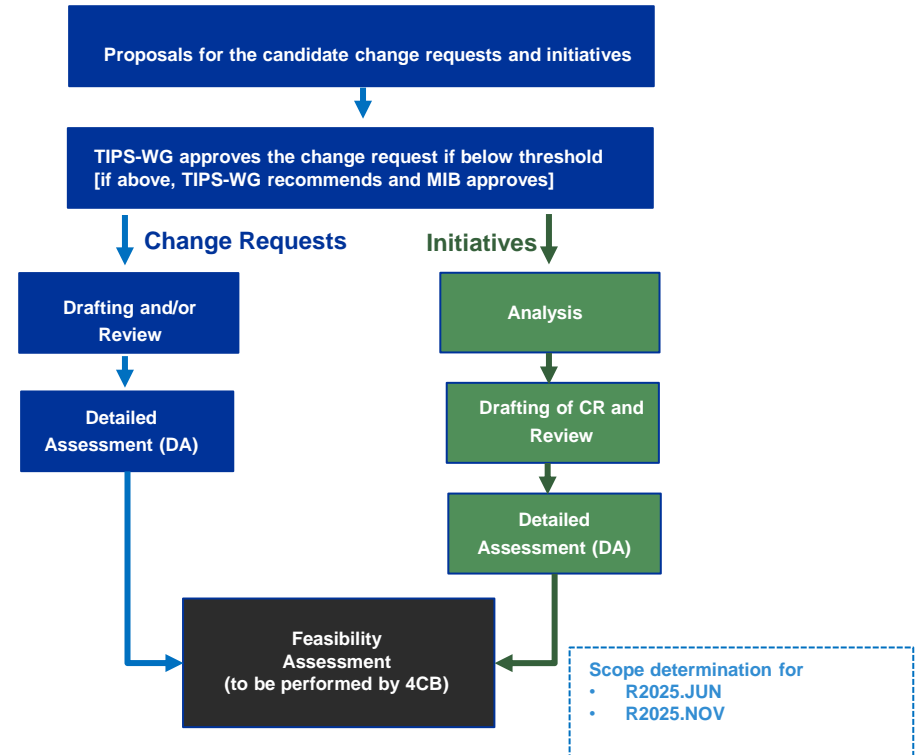 Proposals for the candidate change requests and initiatives
TIPS-WG approves the change request if below threshold
[if above, TIPS-WG recommends and MIB approves]
Change Requests
Initiatives
Drafting and/or
Review
Analysis
Detailed
Assessment (DA)
Drafting of CR and
Review
Detailed
Assessment (DA)
Feasibility
Assessment
(to be performed by 4CB)
Scope determination for
• R2025.JUN
• R2025.NOV